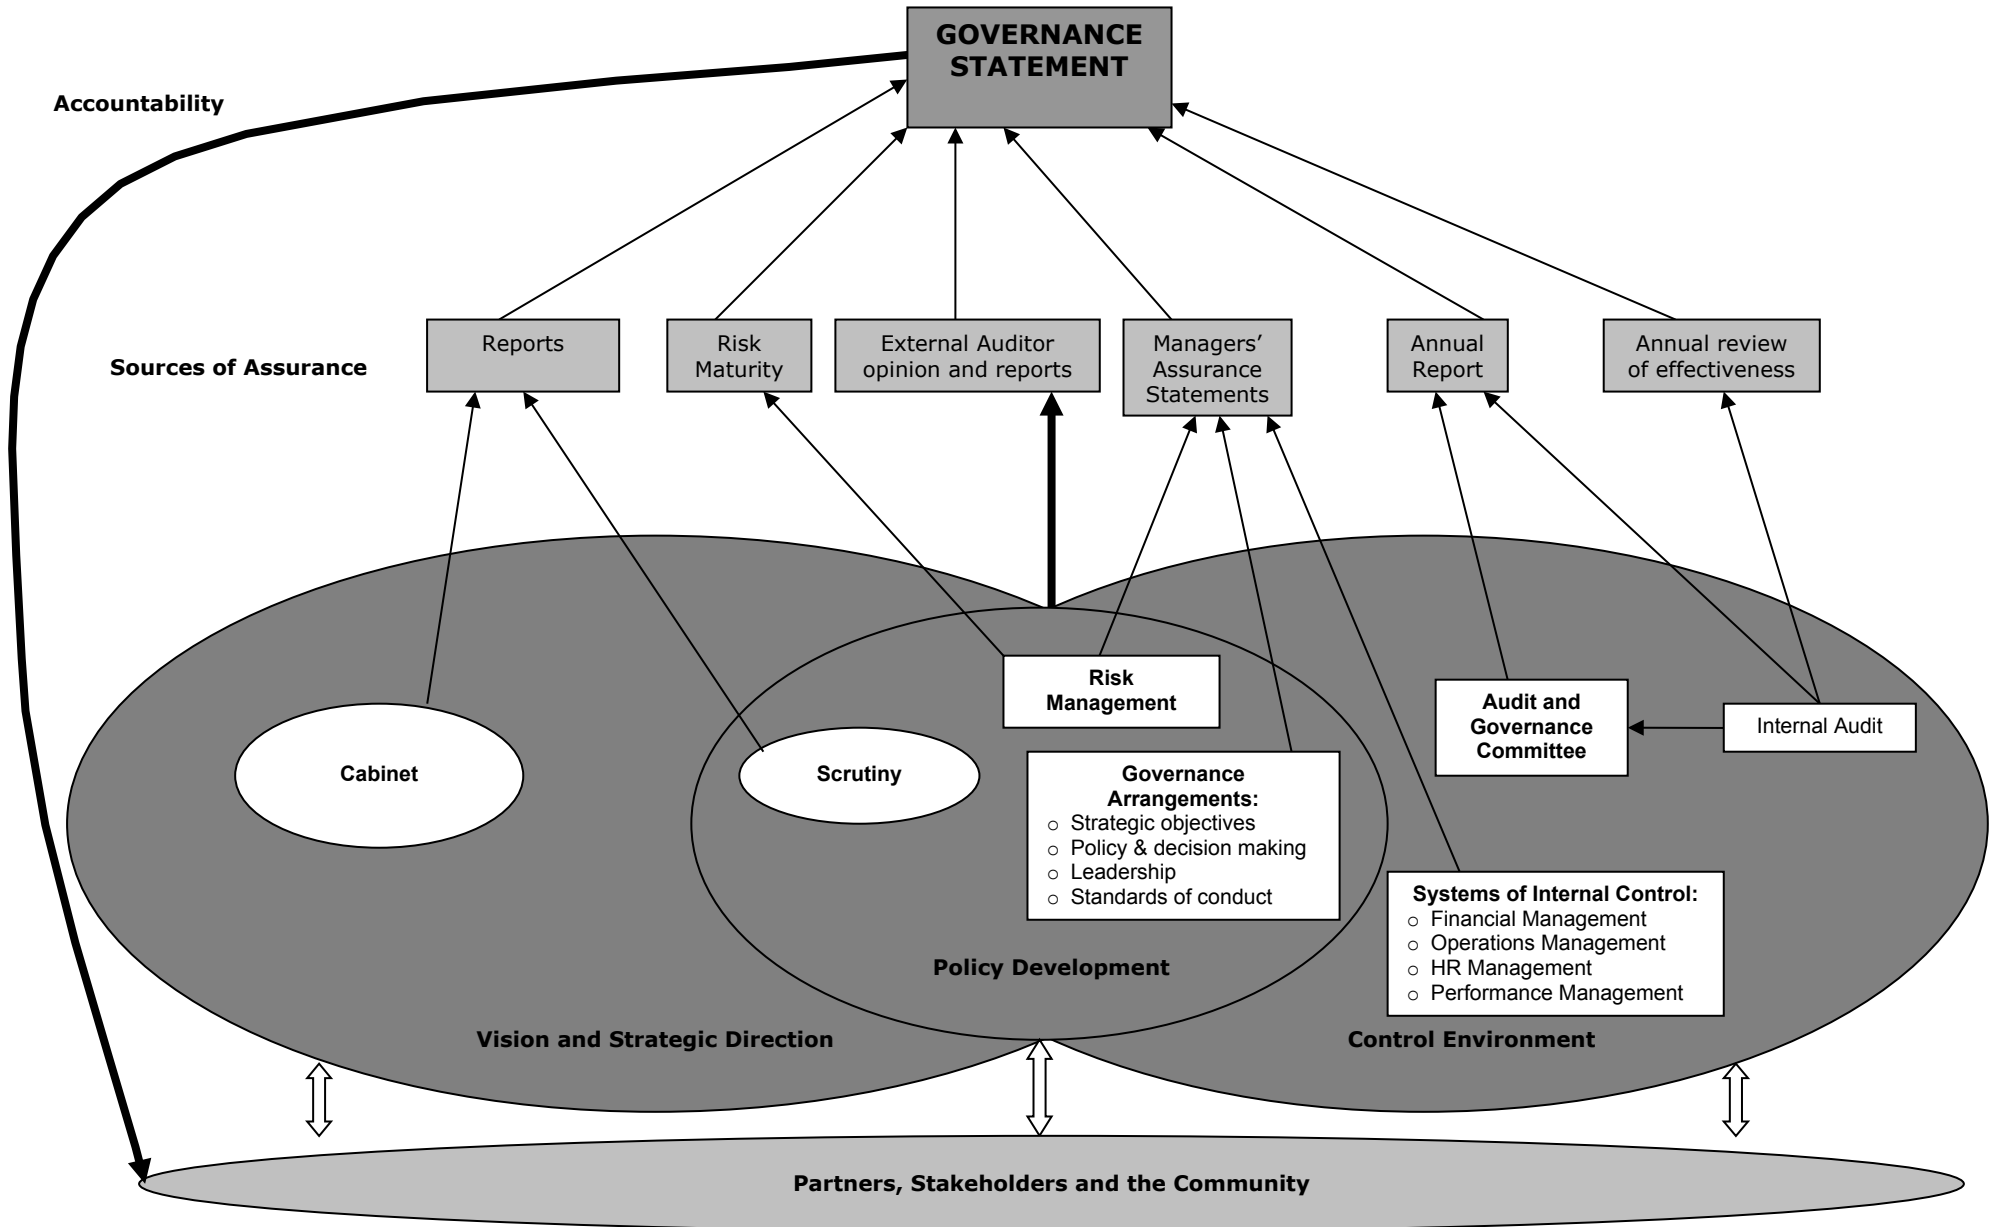 GOVERNANCE
STATEMENT
Accountability
Sources of Assurance
Reports
Risk
Maturity
External Auditor
opinion and reports
Managers’
Assurance
Statements
Annual
Report
Annual review
of effectiveness
Risk
Management
Cabinet
Scrutiny
Governance
Arrangements:
o Strategic objectives
o Policy & decision making
o Leadership
o Standards of conduct
Audit and
Governance
Committee
Internal Audit
Systems of Internal Control:
o Financial Management
o Operations Management
o HR Management
o Performance Management
Policy Development
Vision and Strategic Direction
Control Environment
Partners, Stakeholders and the Community